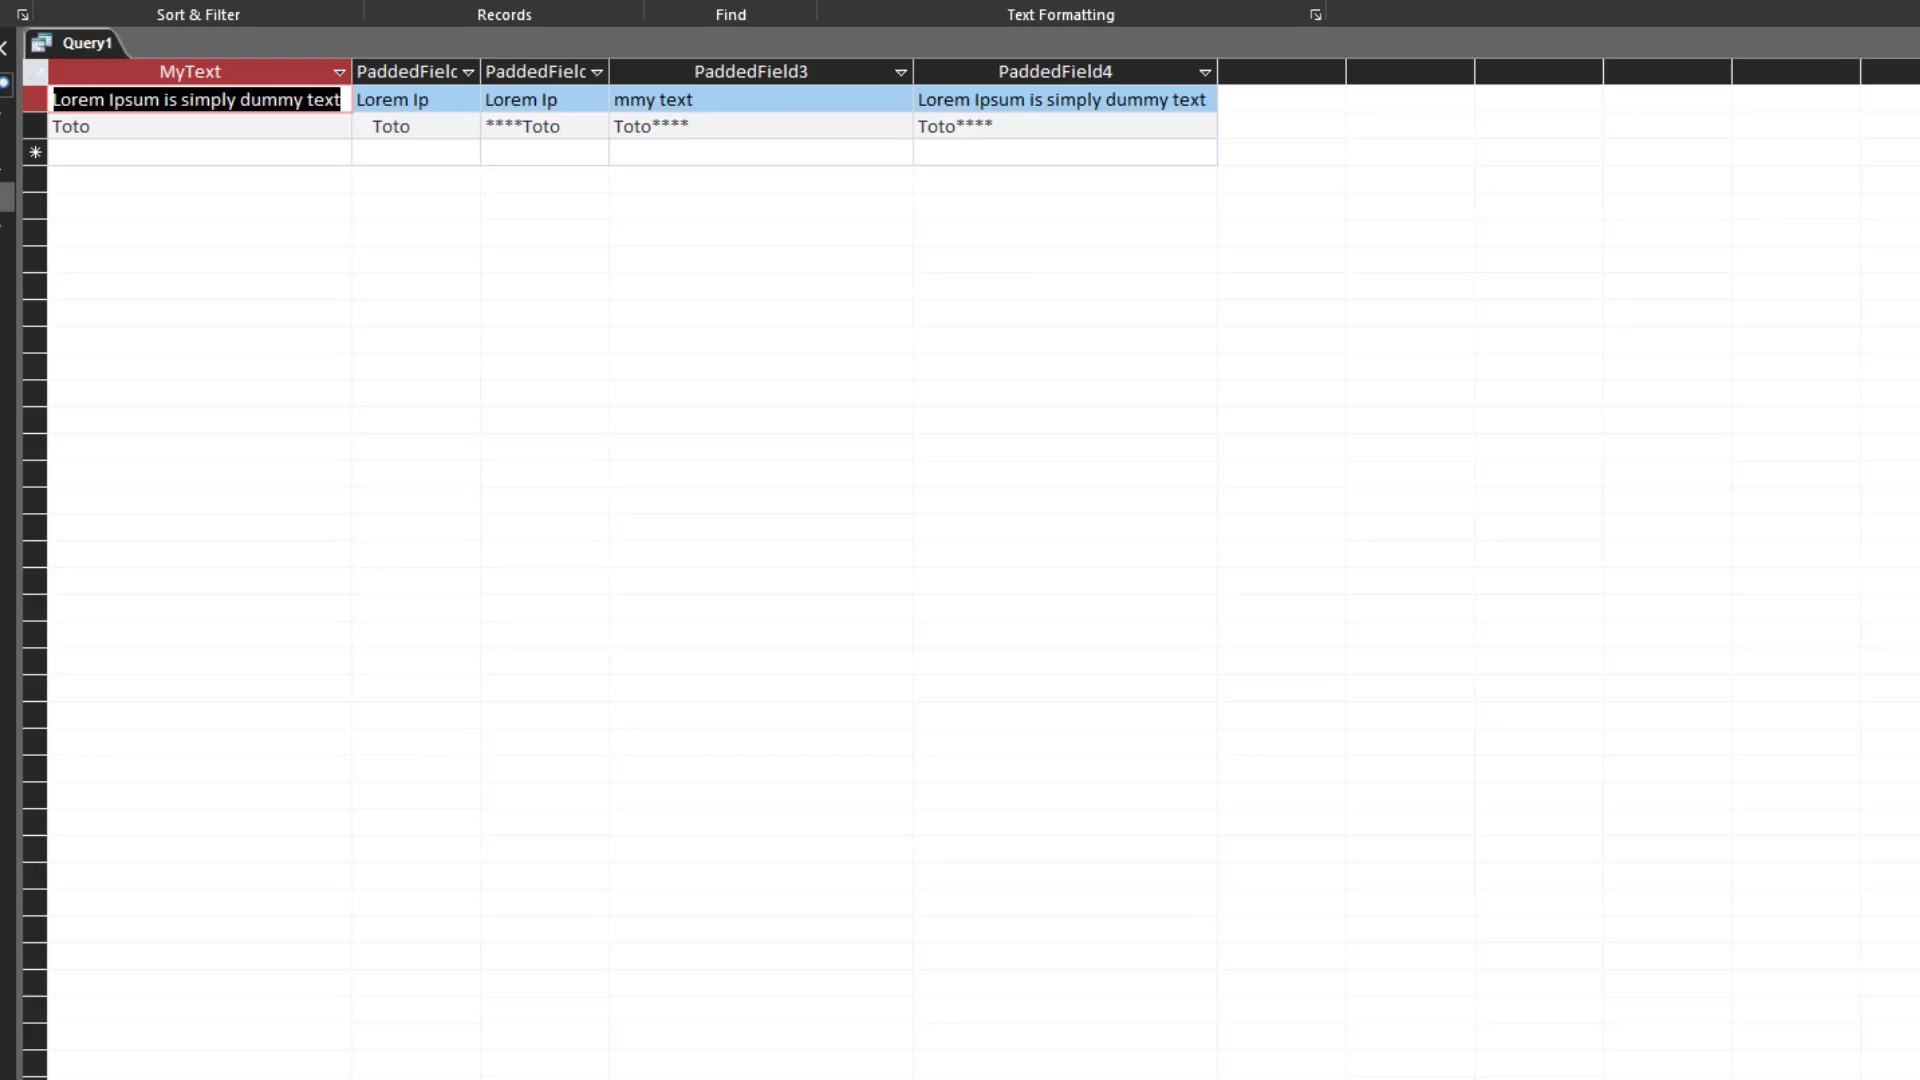 Sort & Filter Records Find Text Formatting
Query1
MyText PaddedFielc PaddedFielc PaddedField3 PaddedField4
Lorem Ipsum is simply dummy text Lorem Ip Lorem Ip mmy text Lorem Ipsum is simply dummy text
Toto Toto ****Toto Toto**** Toto****